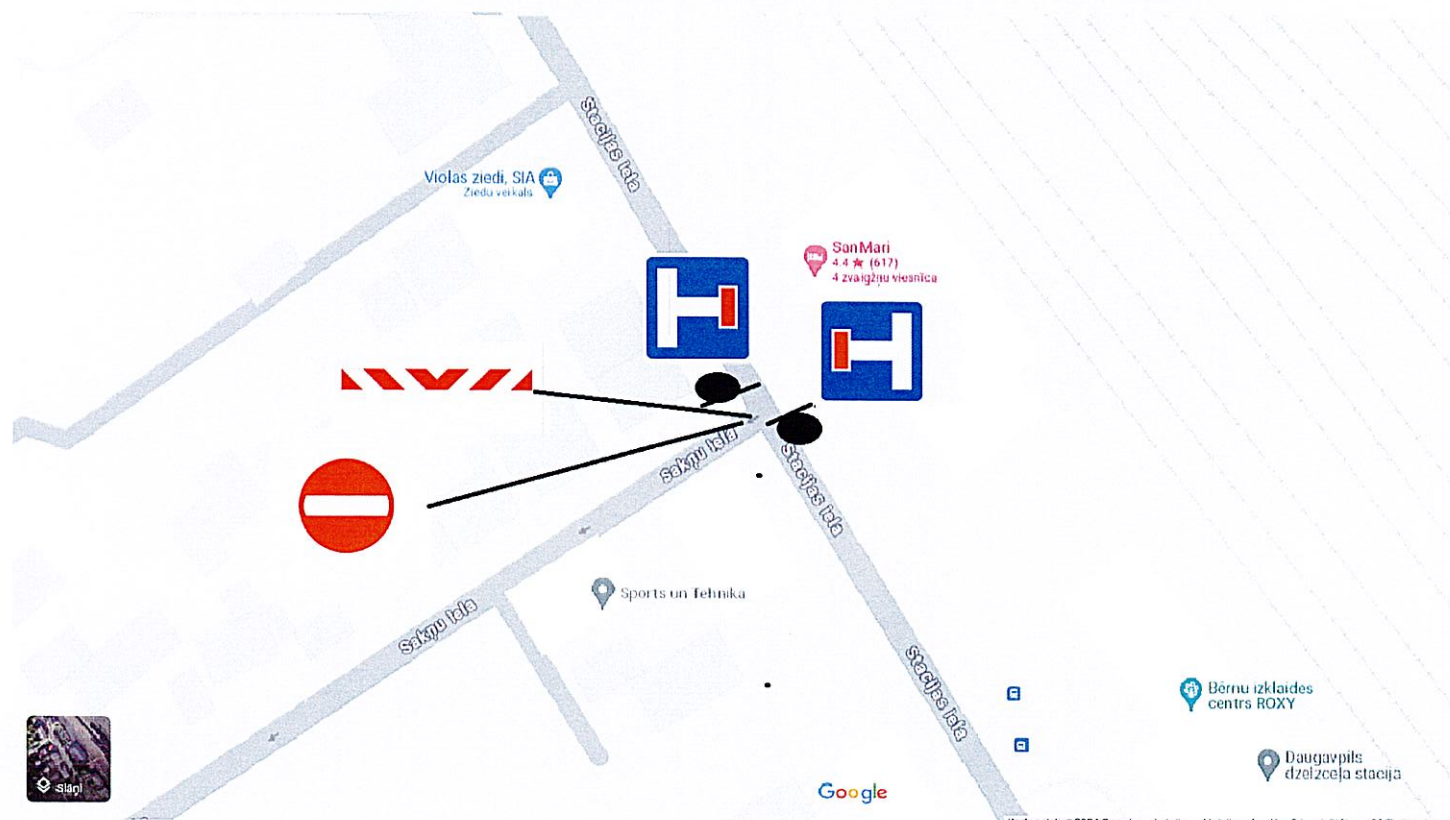 Stacijas iela
Violas ziedi, SIA
Ziedu veikals
SanMari
4.4 ★ (617)
4 zvaigžņu viesnīca
Sakņu iela
Stacijas iela
Sports un Tehnika
Sakņu iela
Stacijas iela
Bērnu izklaides
centrs ROXY
Daugavpils
dzelzceļa stacija
Slāņi
Google